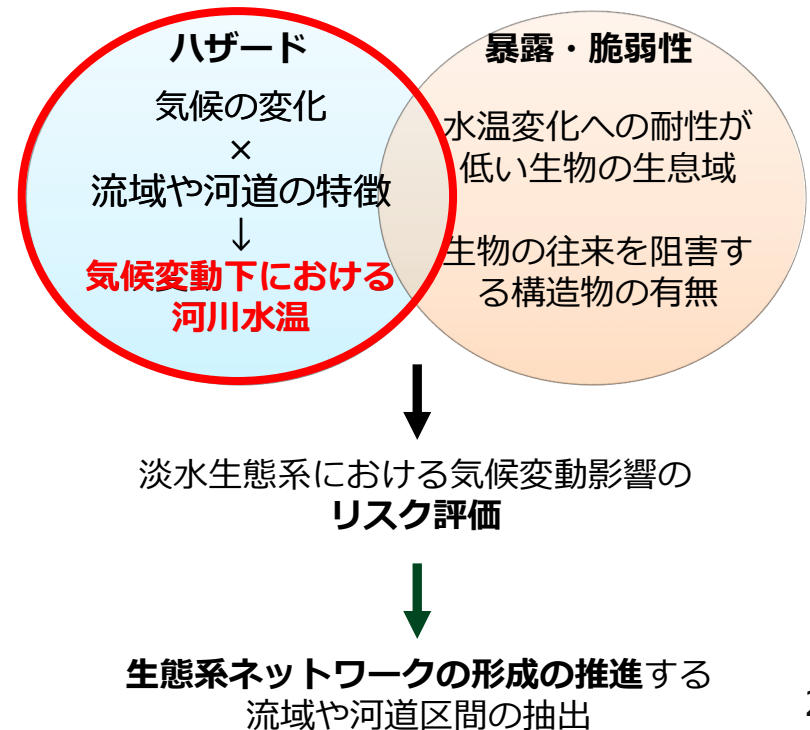 ハザード
気候の変化
×
流域や河道の特徴
↓
気候変動下における
河川水温
暴露・脆弱性
水温変化への耐性が
低い生物の生息域
生物の往来を阻害す
る構造物の有無
淡水生態系における気候変動影響の
リスク評価
生態系ネットワークの形成の推進する
流域や河道区間の抽出